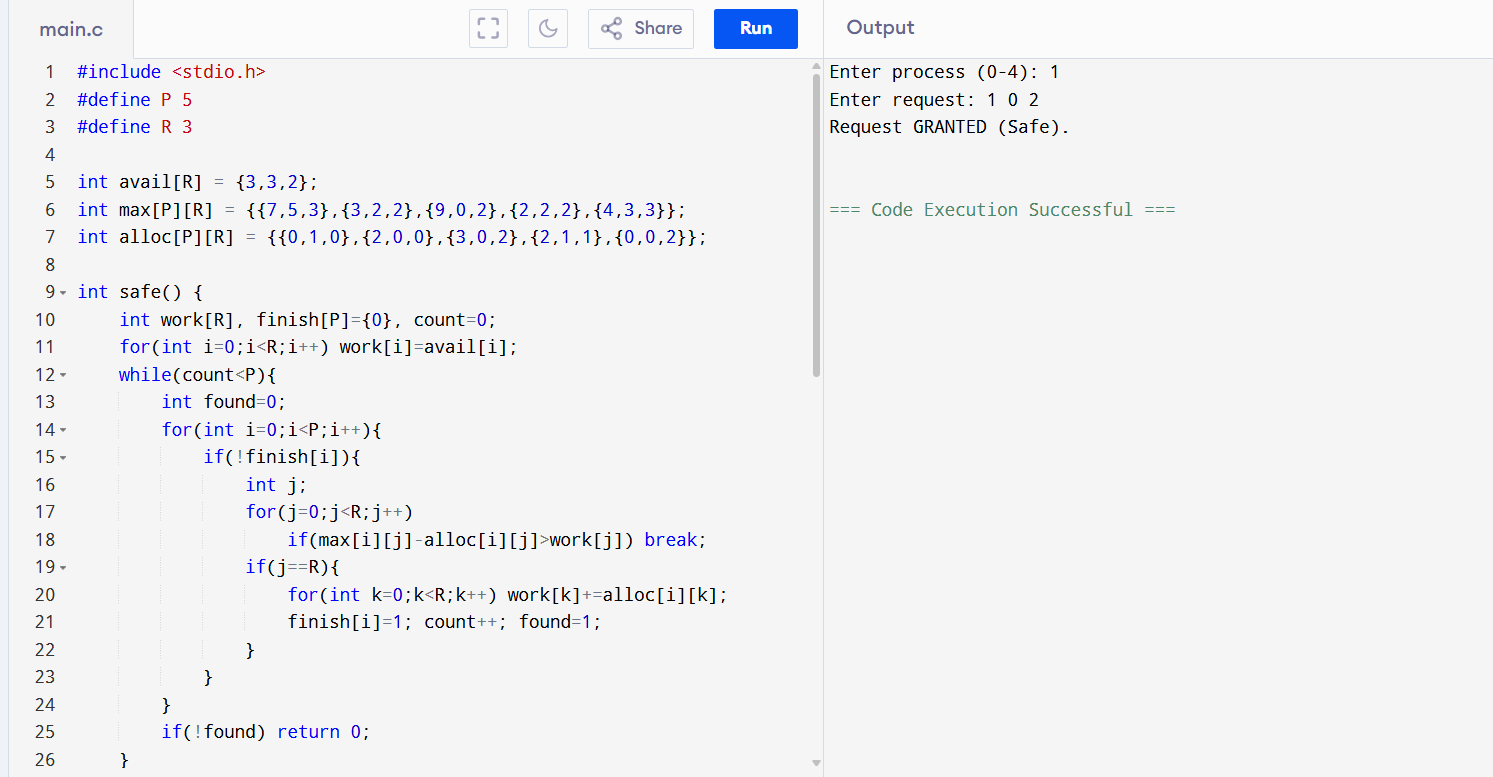 main.c
Share
Run
Output
1 #include <stdio.h>
2 #define P 5
3 #define R 3
4
5 int avail[R] = {3,3,2};
6 int max[P][R] = {{7,5,3},{3,2,2},{9,0,2},{2,2,2},{4,3,3}};
7 int alloc[P][R] = {{0,1,0},{2,0,0},{3,0,2},{2,1,1},{0,0,2}};
8
9 int safe() {
10     int work[R], finish[P]={0}, count=0;
11     for(int i=0;i<R;i++) work[i]=avail[i];
12     while(count<P){
13         int found=0;
14         for(int i=0;i<P;i++){
15             if(!finish[i]){
16                 int j;
17                 for(j=0;j<R;j++)
18                     if(max[i][j]-alloc[i][j]>work[j]) break;
19                 if(j==R){
20                     for(int k=0;k<R;k++) work[k]+=alloc[i][k];
21                     finish[i]=1; count++; found=1;
22                 }
23             }
24         }
25         if(!found) return 0;
26     }
Enter process (0-4): 1
Enter request: 1 0 2
Request GRANTED (Safe).
=== Code Execution Successful ===